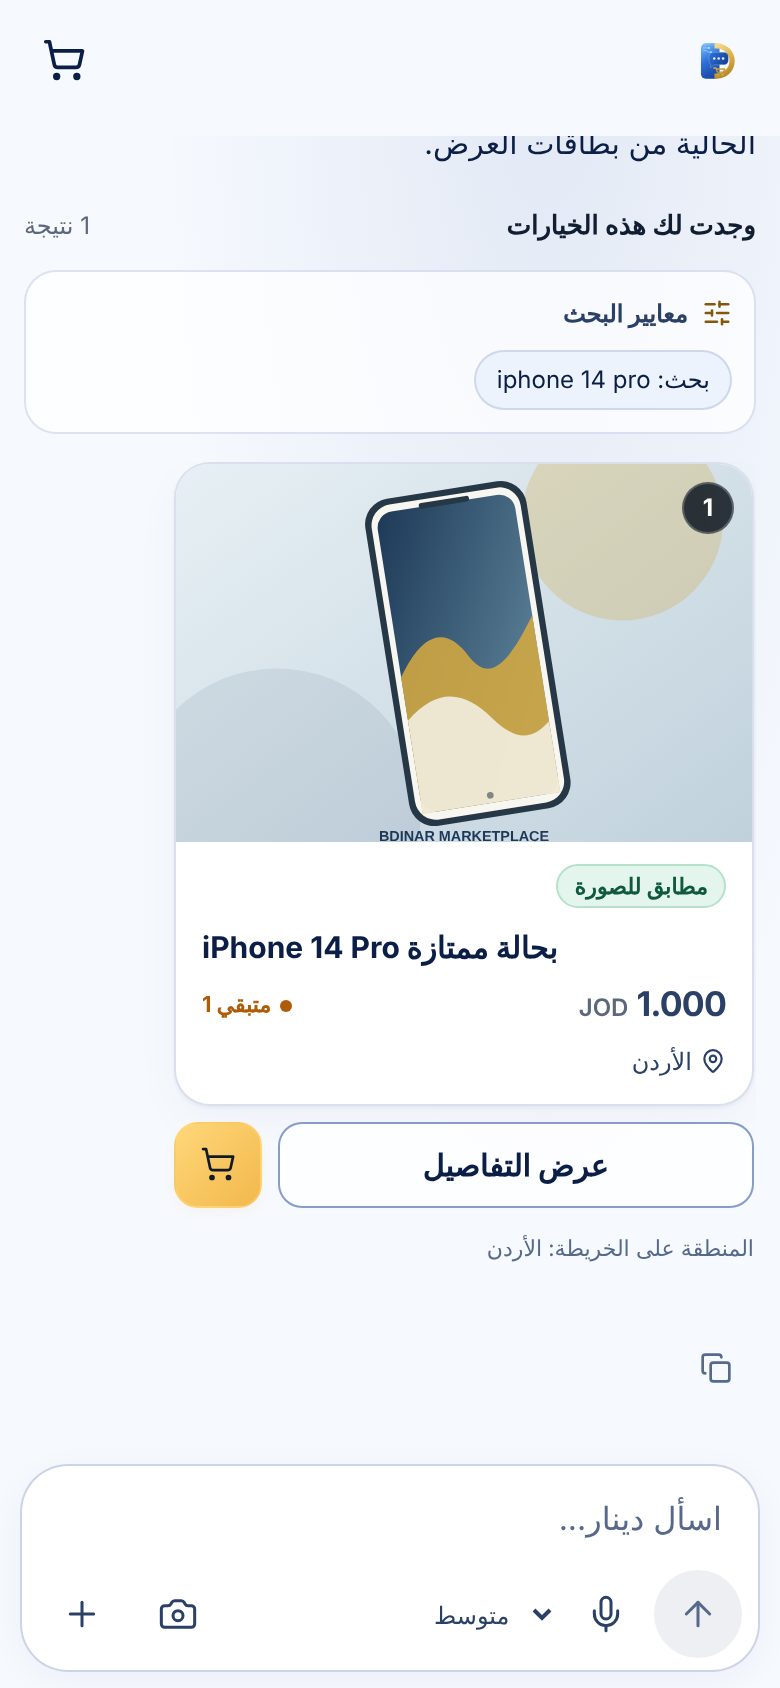 الحالية من بطاقات العرض.
وجدت لك هذه الخيارات
1 نتيجة
معايير البحث
بحث: iphone 14 pro
1
BDINAR MARKETPLACE
مطابق للصورة
iPhone 14 Pro بحالة ممتازة
1.000 JOD
متبقي 1
الأردن
عرض التفاصيل
المنطقة على الخريطة: الأردن
اسأل دينار...
متوسط